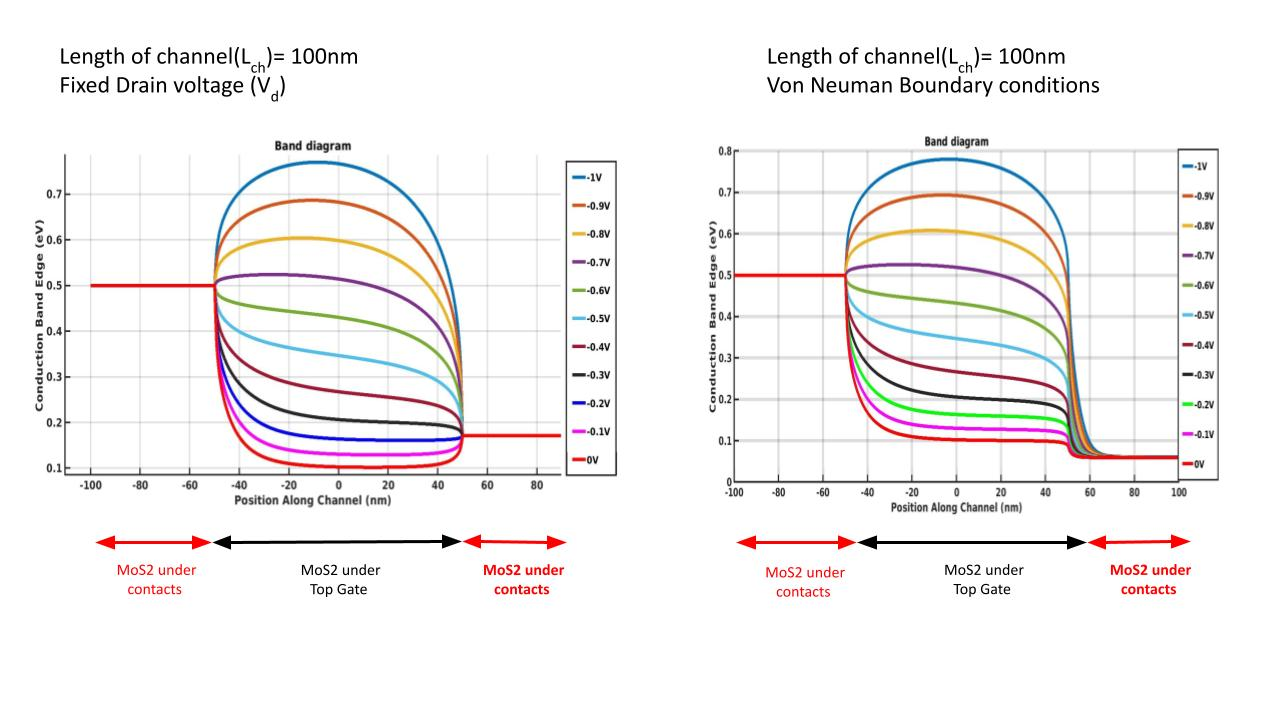 Length of channel(Lch)= 100nm
Fixed Drain voltage (Vd)
Length of channel(Lch)= 100nm
Von Neuman Boundary conditions
Band diagram
Conduction Band Edge (eV)
0.7
0.6
0.5
0.4
0.3
0.2
0.1
-100 -80 -60 -40 -20 0 20 40 60 80
Position Along Channel (nm)
-1V
-0.9V
-0.8V
-0.7V
-0.6V
-0.5V
-0.4V
-0.3V
-0.2V
-0.1V
0V
MoS2 under
contacts
MoS2 under
Top Gate
MoS2 under
contacts
Band diagram
Conduction Band Edge (eV)
0.8
0.7
0.6
0.5
0.4
0.3
0.2
0.1
0
-100 -80 -60 -40 -20 0 20 40 60 80 100
Position Along Channel (nm)
-1V
-0.9V
-0.8V
-0.7V
-0.6V
-0.5V
-0.4V
-0.3V
-0.2V
-0.1V
0V
MoS2 under
contacts
MoS2 under
Top Gate
MoS2 under
contacts